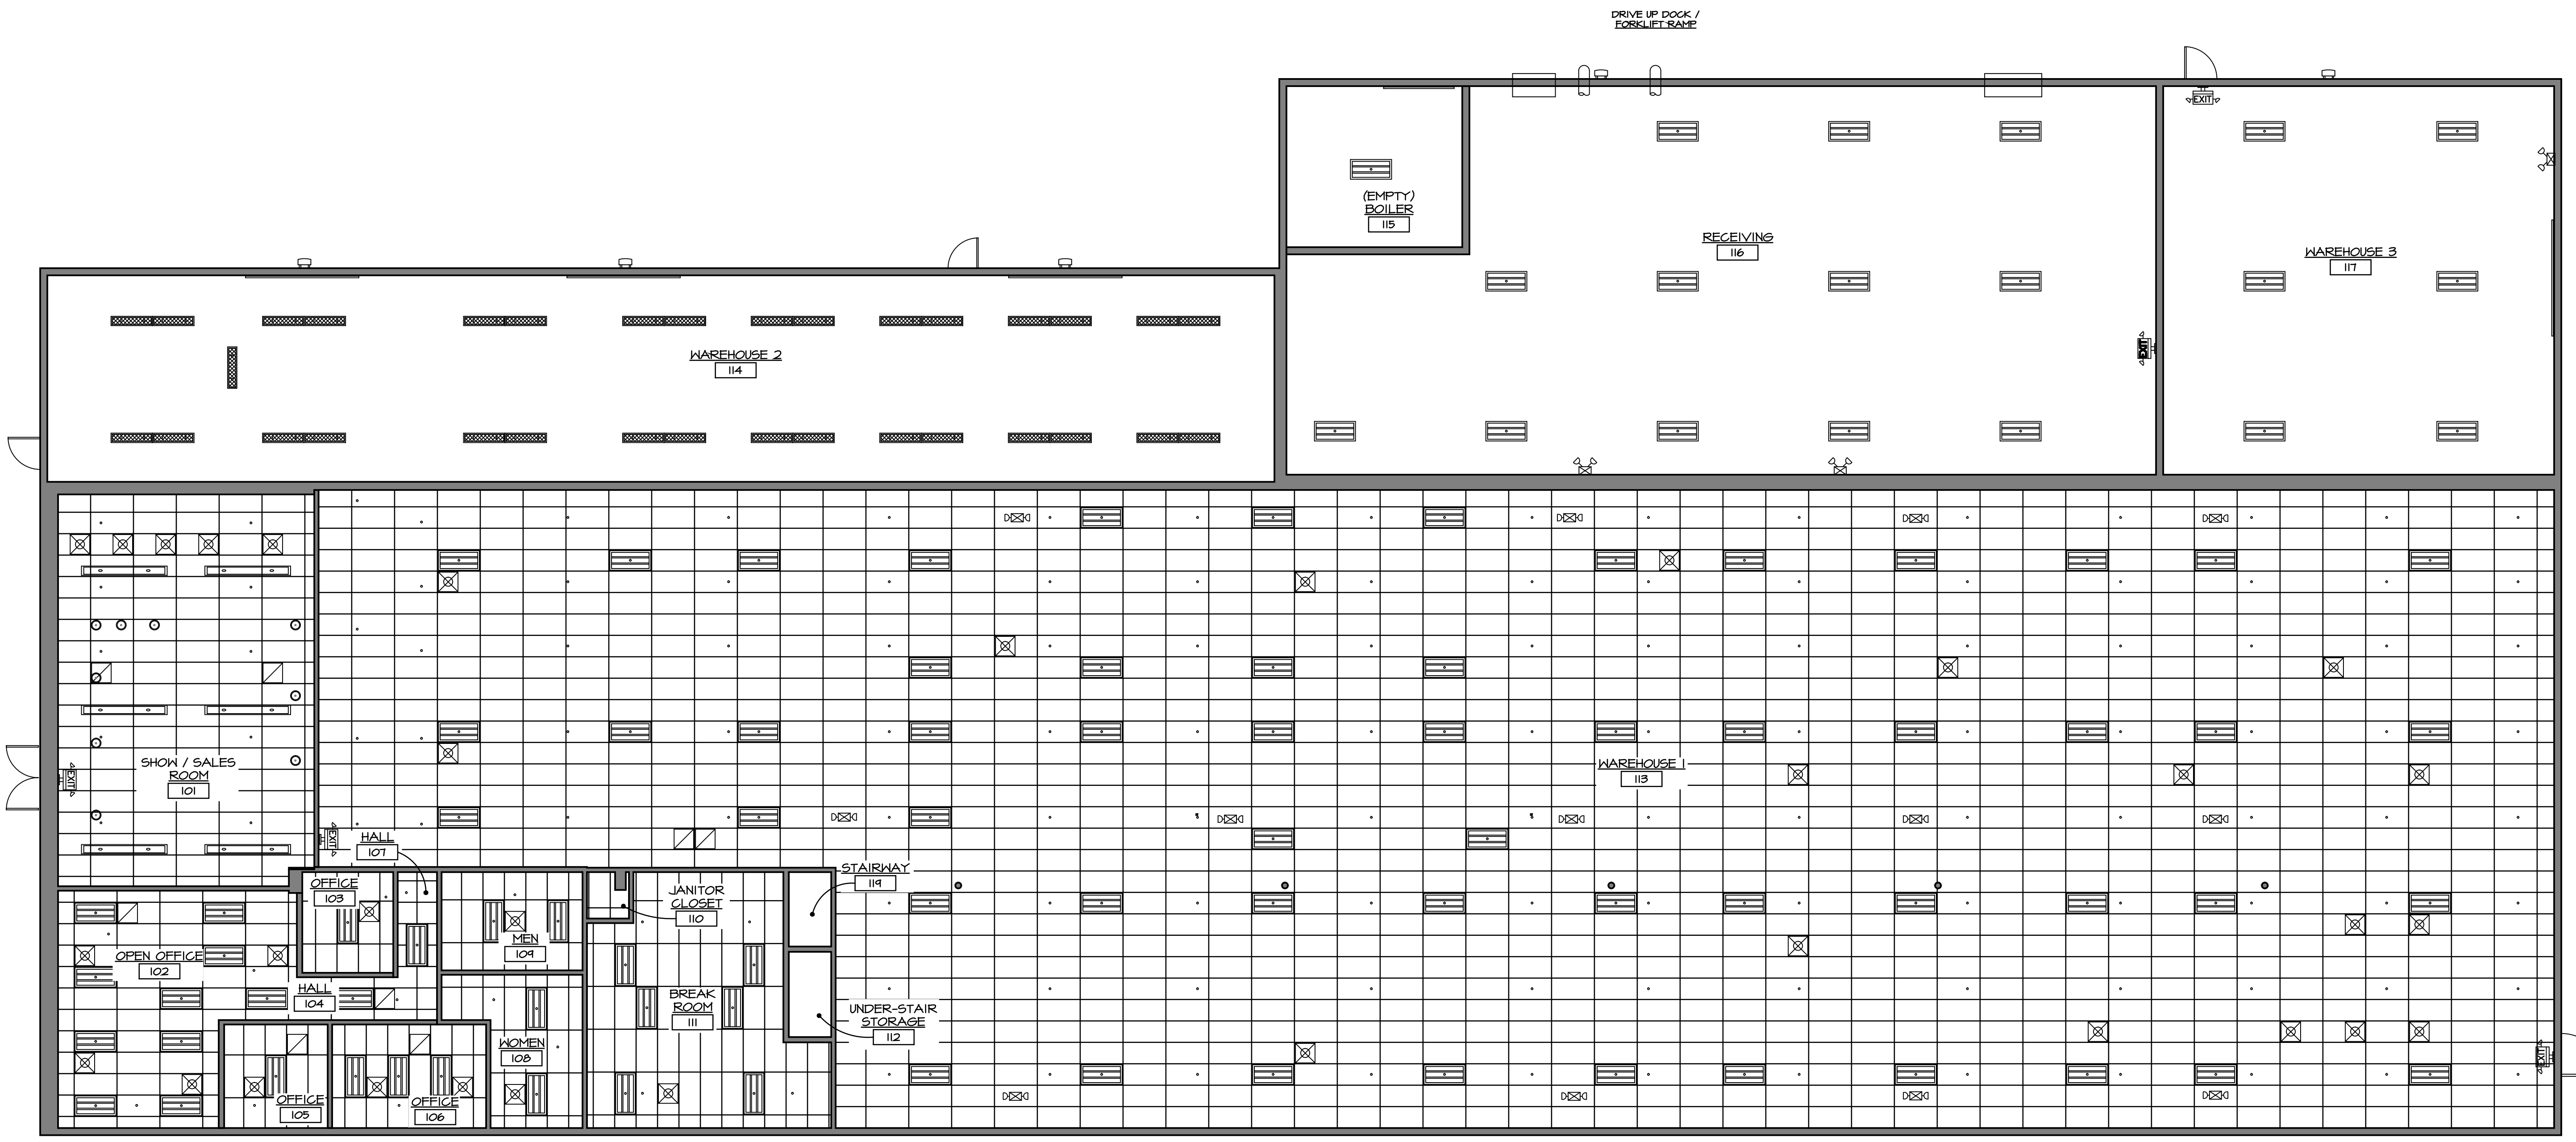 DRIVE UP DOCK /
FORKLIFT RAMP
EXIT
(EMPTY)
BOILER
115
RECEIVING
116
WAREHOUSE 3
117
EXIT
WAREHOUSE 2
114
SHOW / SALES
ROOM
101
EXIT
WAREHOUSE 1
113
EXIT
HALL
107
STAIRWAY
119
OFFICE
103
JANITOR
CLOSET
110
MEN
109
OPEN OFFICE
102
HALL
104
BREAK
ROOM
111
UNDER-STAIR
STORAGE
112
WOMEN
108
EXIT
OFFICE
105
OFFICE
106